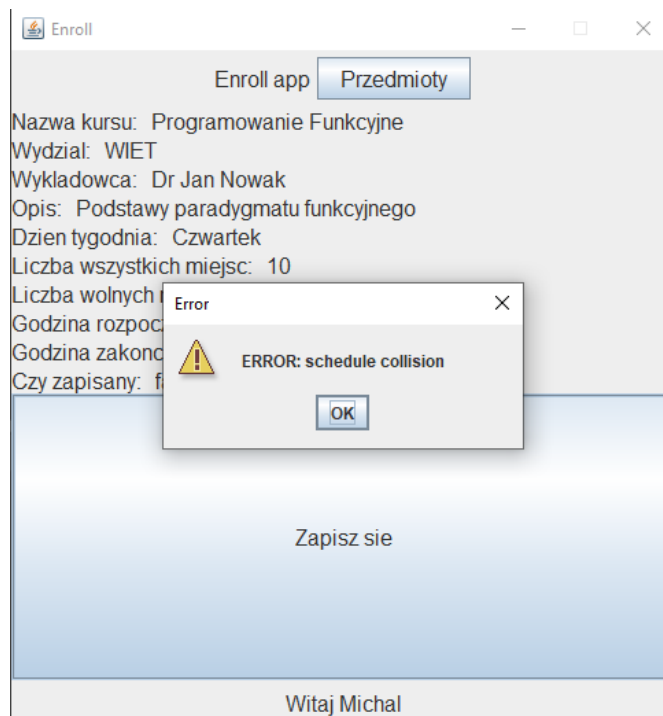 Enroll
Enroll app Przedmioty
Nazwa kursu: Programowanie Funkcyjne
Wydzial: WIET
Wykladowca: Dr Jan Nowak
Opis: Podstawy paradygmatu funkcyjnego
Dzien tygodnia: Czwartek
Liczba wszystkich miejsc: 10
Liczba wolnych
Godzina
Godzina
Czy zapisany:
Error
ERROR: schedule collision
OK
Zapisz sie
Witaj Michal